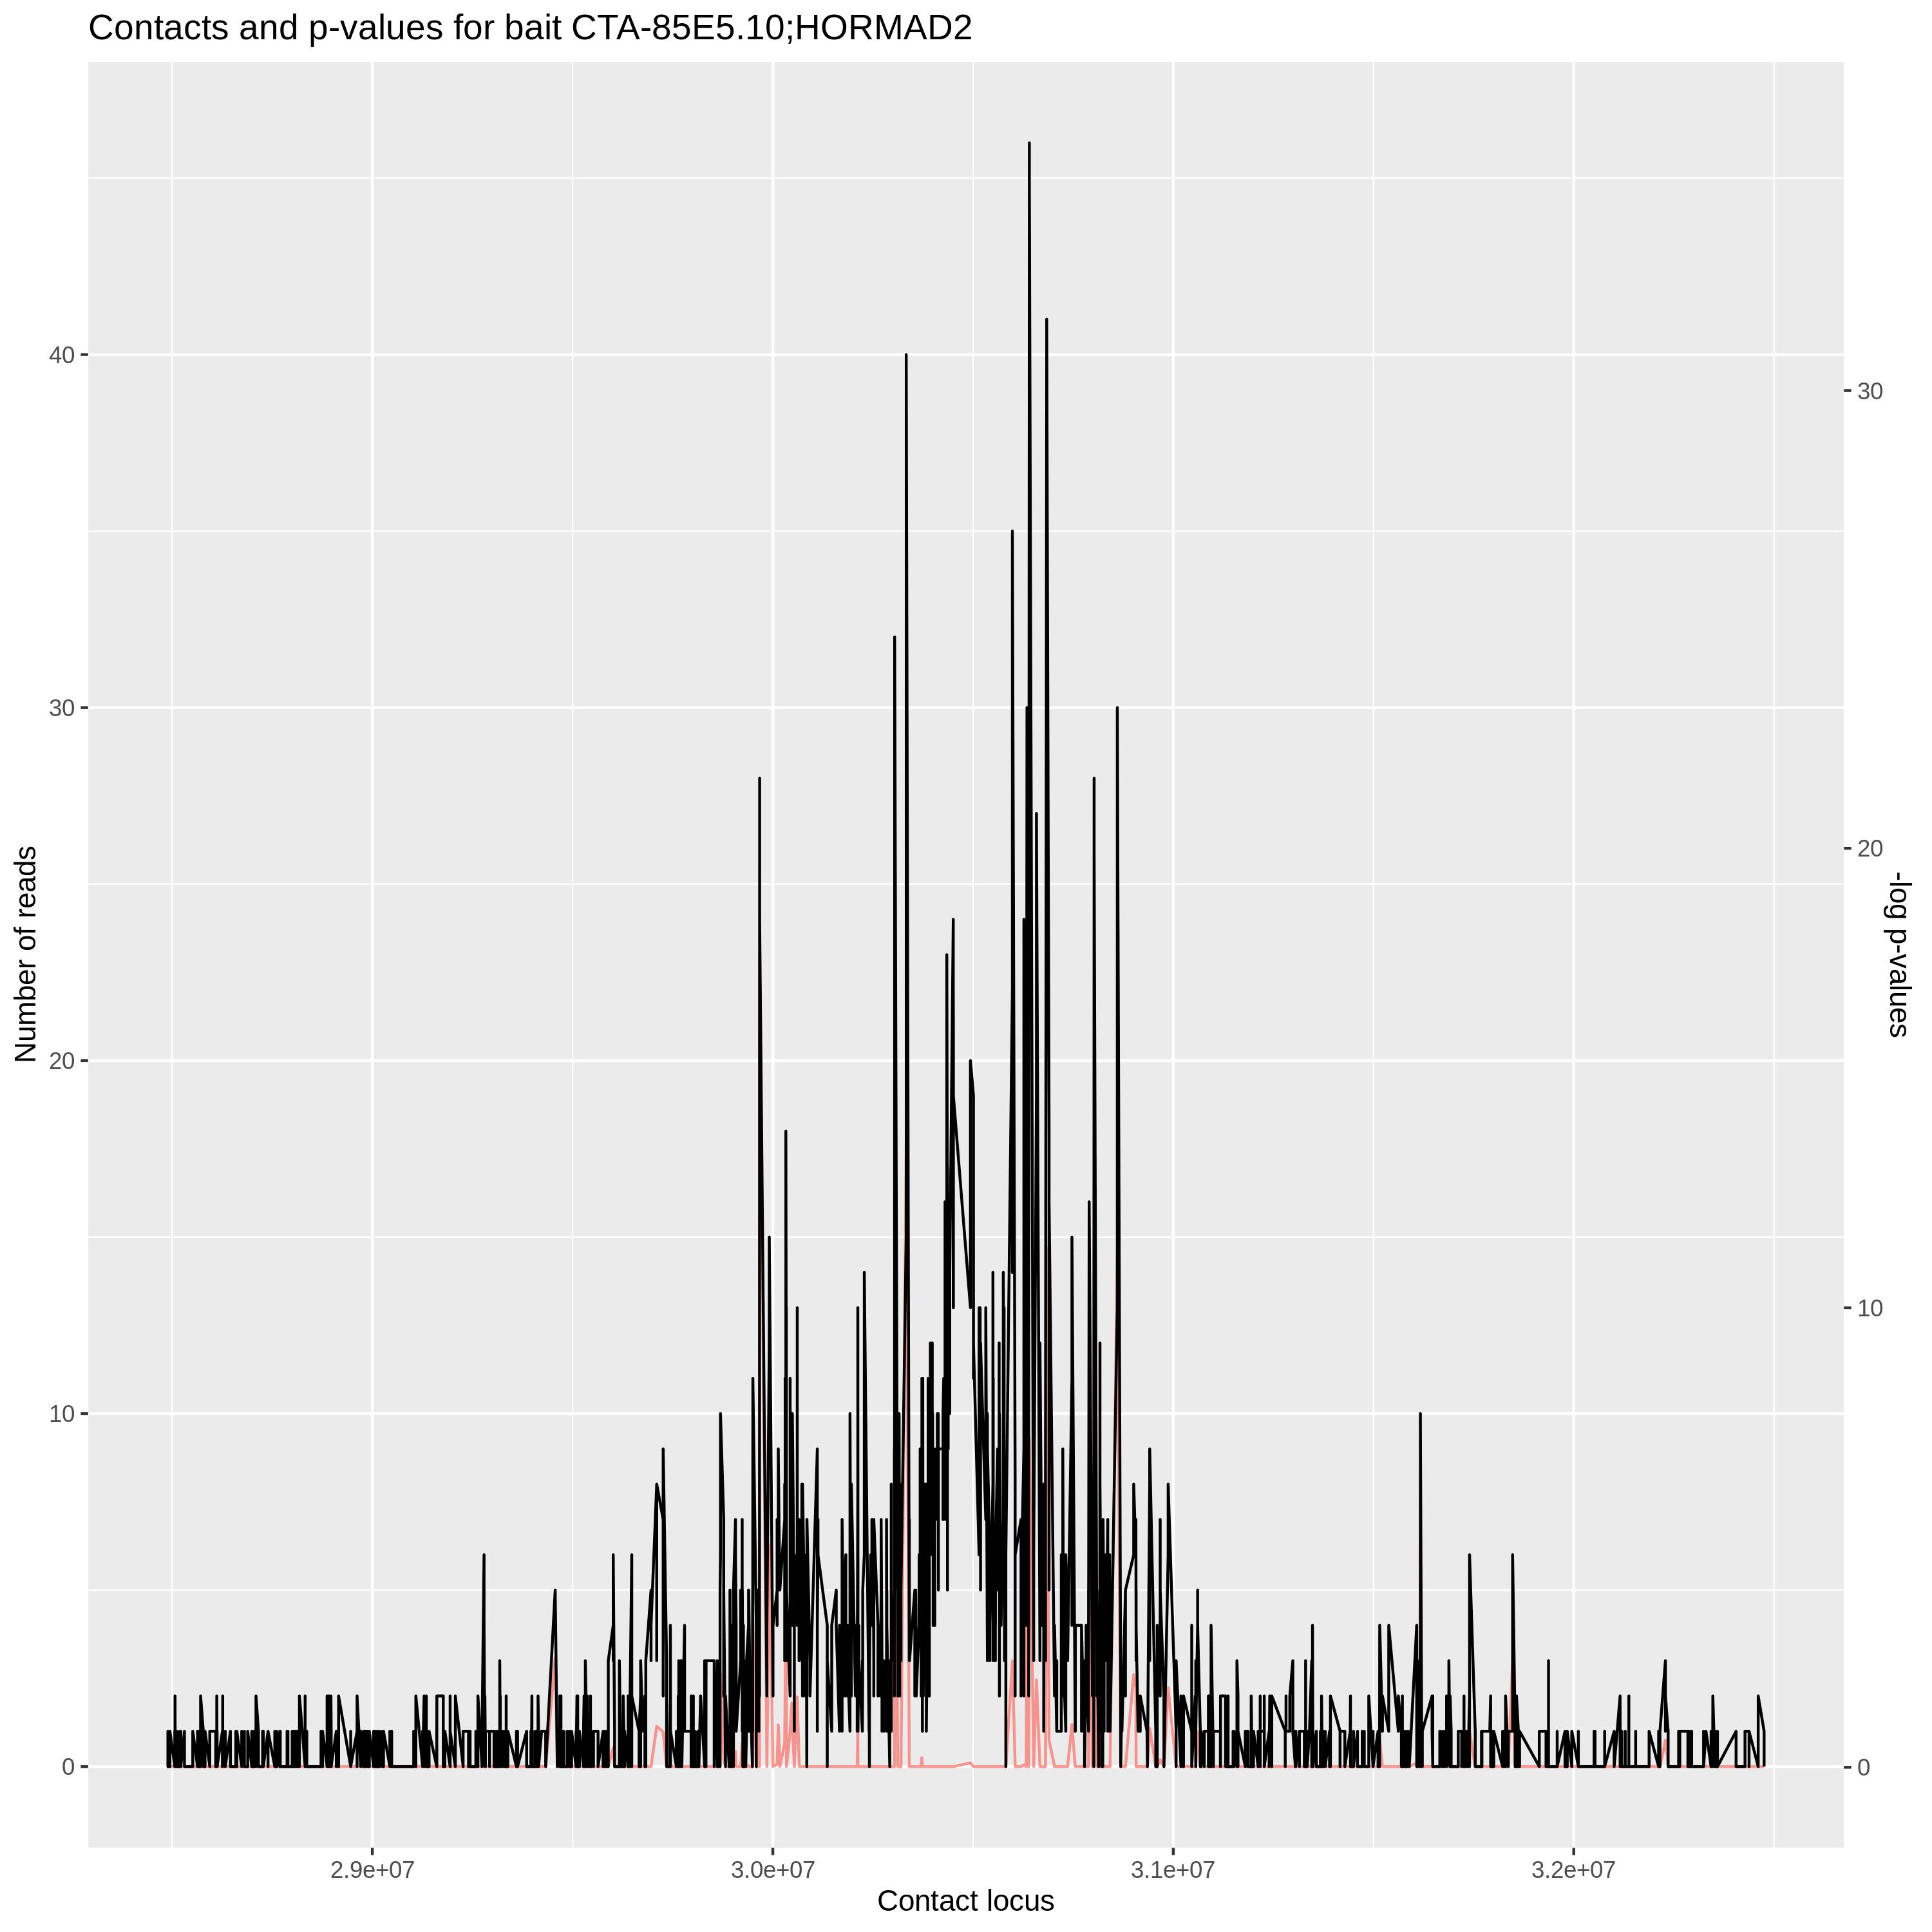 Contacts and p-values for bait CTA-85E5.10;HORMAD2
Number of reads
40
30
20
10
0
30
20
10
0
-log p-values
2.9e+07 3.0e+07 3.1e+07 3.2e+07
Contact locus